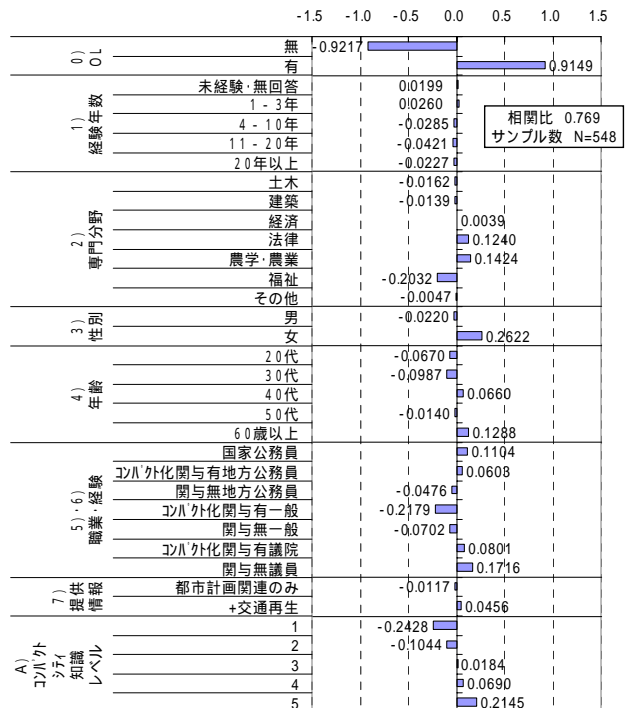 -1.5 -1.0 -0.5 0.0 0.5 1.0 1.5
0) OL
無 -0.9217
有 0.9149
1) 経験年数
未経験・無回答 0.0199
1 - 3年 0.0260
4 - 10年 -0.0285
11 - 20年 -0.0421
20年以上 -0.0227
相関比 0.769
サンプル数 N=548
2) 専門分野
土木 -0.0162
建築 -0.0139
経済 0.0039
法律 0.1240
農学・農業 0.1424
福祉 -0.2032
その他 -0.0047
3) 性別
男 -0.0220
女 0.2622
4) 年齢
20代 -0.0670
30代 -0.0987
40代 0.0660
50代 -0.0140
60歳以上 0.1288
5)・6) 職業・経験
国家公務員 0.1104
コンパクト化関与有地方公務員 0.0603
関与無地方公務員 -0.0476
コンパクト化関与有一般 -0.2179
関与無一般 -0.0702
コンパクト化関与有議院 0.0801
関与無議員 0.1716
7) 提供情報
都市計画関連のみ -0.0117
+交通再生 0.0456
A) コンパクトシティ知識レベル
1 -0.2428
2 -0.1044
3 0.0184
4 0.0690
5 0.2145